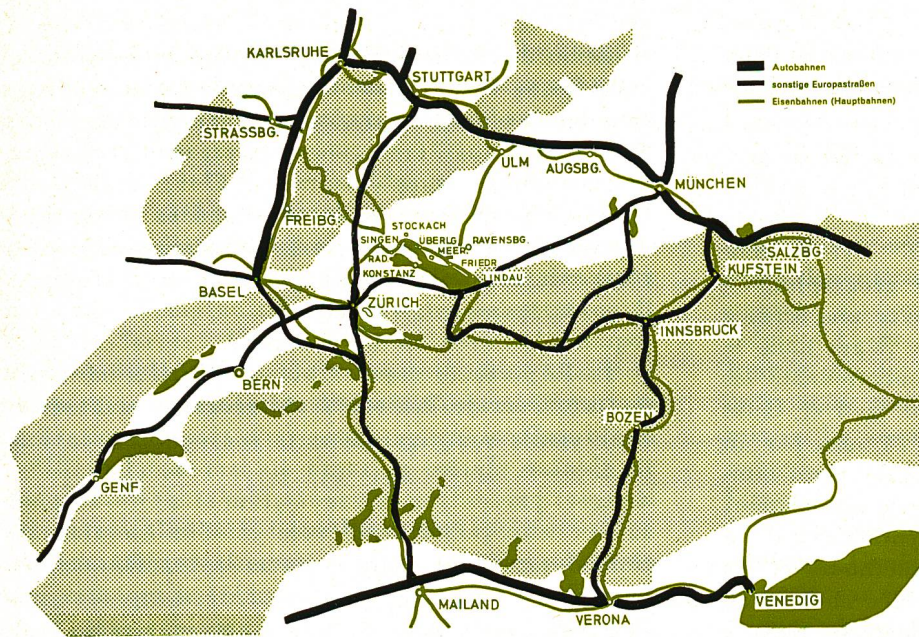 KARLSRUHE
STUTTGART
Autobahnen
sonstige Europastraßen
Eisenbahnen (Hauptbahnen)
STRASSBG.
ULM
AUGSBG.
MÜNCHEN
FREIBG
STOCKACH
SINGEN
ÜBERLG
RAVENSBG.
RAD
MEER.
FRIEDR
KONSTANZ
LINDAU
SALZBG
KUFSTEIN
BASEL
ZÜRICH
INNSBRUCK
BERN
BOZEN
GENF
MAILAND
VERONA
VENEDIG